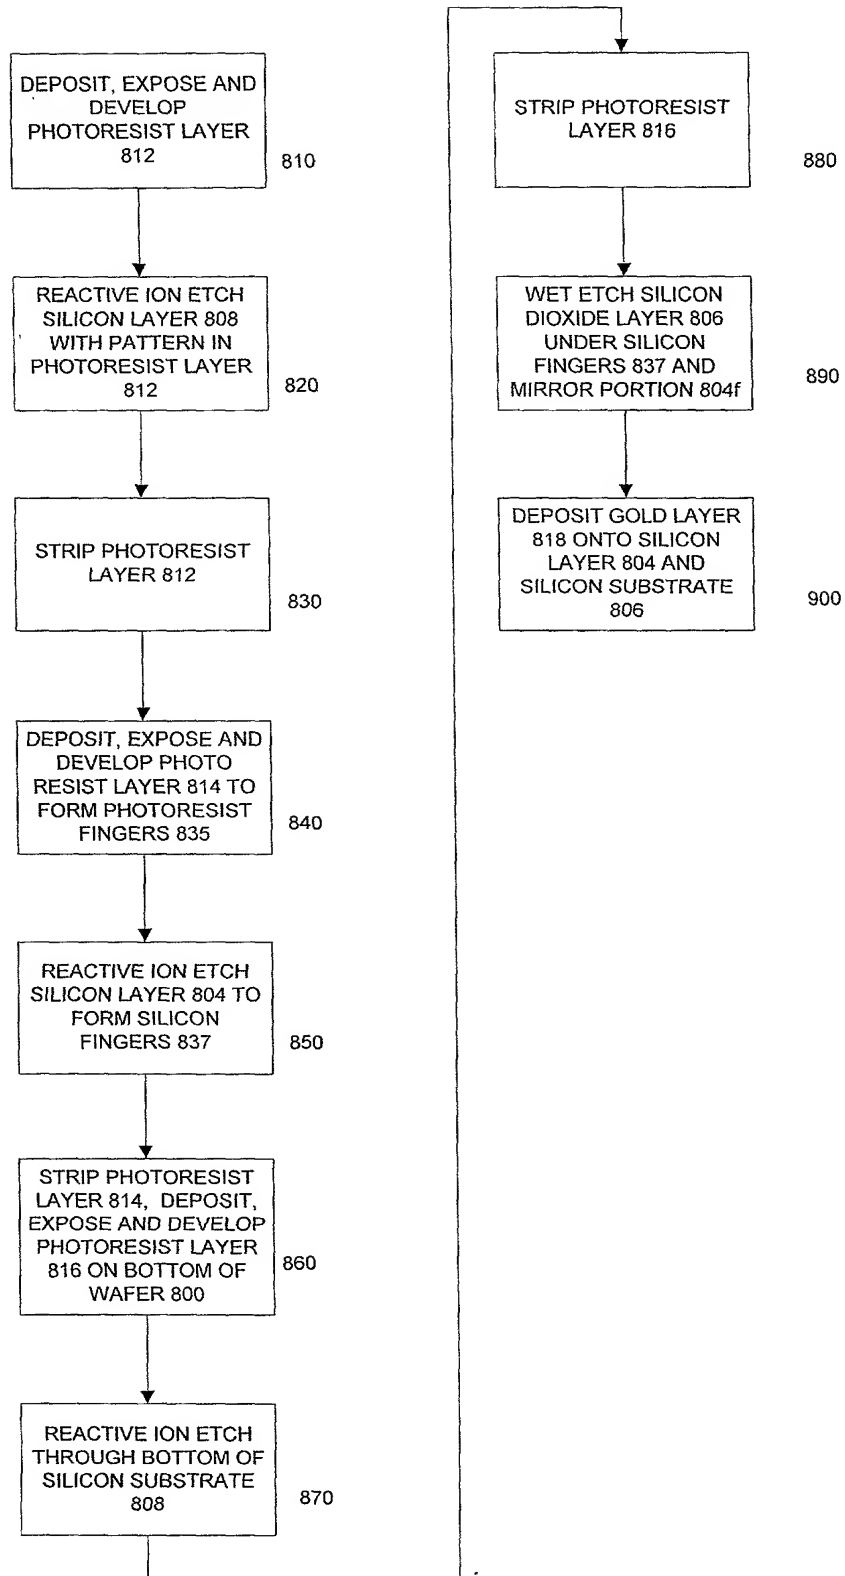 DEPOSIT, EXPOSE AND
DEVELOP
PHOTORESIST LAYER
812
810
REACTIVE ION ETCH
SILICON LAYER 808
WITH PATTERN IN
PHOTORESIST LAYER
812
820
STRIP PHOTORESIST
LAYER 812
830
DEPOSIT, EXPOSE AND
DEVELOP PHOTO
RESIST LAYER 814 TO
FORM PHOTORESIST
FINGERS 835
840
REACTIVE ION ETCH
SILICON LAYER 804 TO
FORM SILICON
FINGERS 837
850
STRIP PHOTORESIST
LAYER 814, DEPOSIT,
EXPOSE AND DEVELOP
PHOTORESIST LAYER
816 ON BOTTOM OF
WAFER 800
860
REACTIVE ION ETCH
THROUGH BOTTOM OF
SILICON SUBSTRATE
808
870
STRIP PHOTORESIST
LAYER 816
880
WET ETCH SILICON
DIOXIDE LAYER 806
UNDER SILICON
FINGERS 837 AND
MIRROR PORTION 804f
890
DEPOSIT GOLD LAYER
818 ONTO SILICON
LAYER 804 AND
SILICON SUBSTRATE
806
900